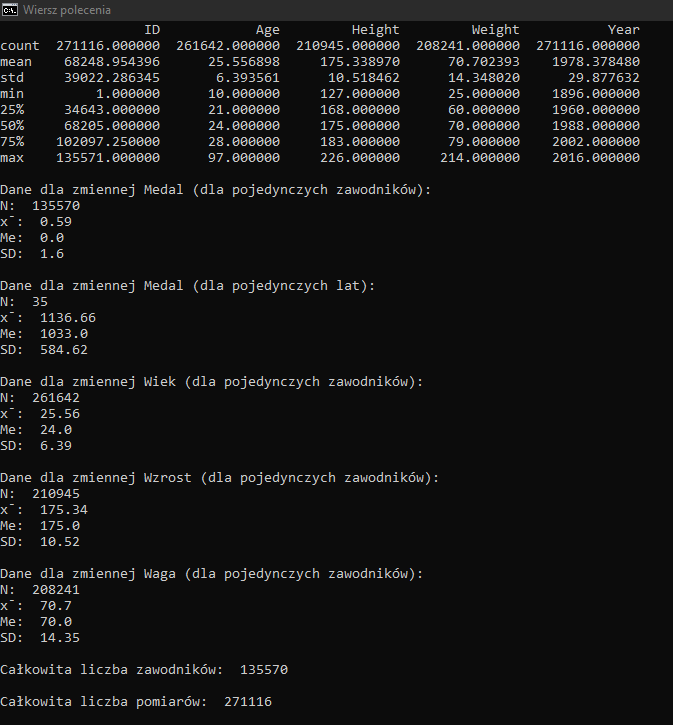 Wiersz polecenia
ID Age Height Weight Year
count 271116.000000 261642.000000 210945.000000 208241.000000 271116.000000
mean 68248.954396 25.556898 175.338970 70.702393 1978.378480
std 39022.286345 6.393561 10.518462 14.348020 29.877632
min 1.000000 10.000000 127.000000 25.000000 1896.000000
25% 34643.000000 21.000000 168.000000 60.000000 1960.000000
50% 68205.000000 24.000000 175.000000 70.000000 1988.000000
75% 102097.250000 28.000000 183.000000 79.000000 2002.000000
max 135571.000000 97.000000 226.000000 214.000000 2016.000000
Dane dla zmiennej Medal (dla pojedynczych zawodników):
N: 135570
x¯: 0.59
Me: 0.0
SD: 1.6
Dane dla zmiennej Medal (dla pojedynczych lat):
N: 35
x¯: 1136.66
Me: 1033.0
SD: 584.62
Dane dla zmiennej Wiek (dla pojedynczych zawodników):
N: 261642
x¯: 25.56
Me: 24.0
SD: 6.39
Dane dla zmiennej Wzrost (dla pojedynczych zawodników):
N: 210945
x¯: 175.34
Me: 175.0
SD: 10.52
Dane dla zmiennej Waga (dla pojedynczych zawodników):
N: 208241
x¯: 70.7
Me: 70.0
SD: 14.35
Całkowita liczba zawodników: 135570
Całkowita liczba pomiarów: 271116